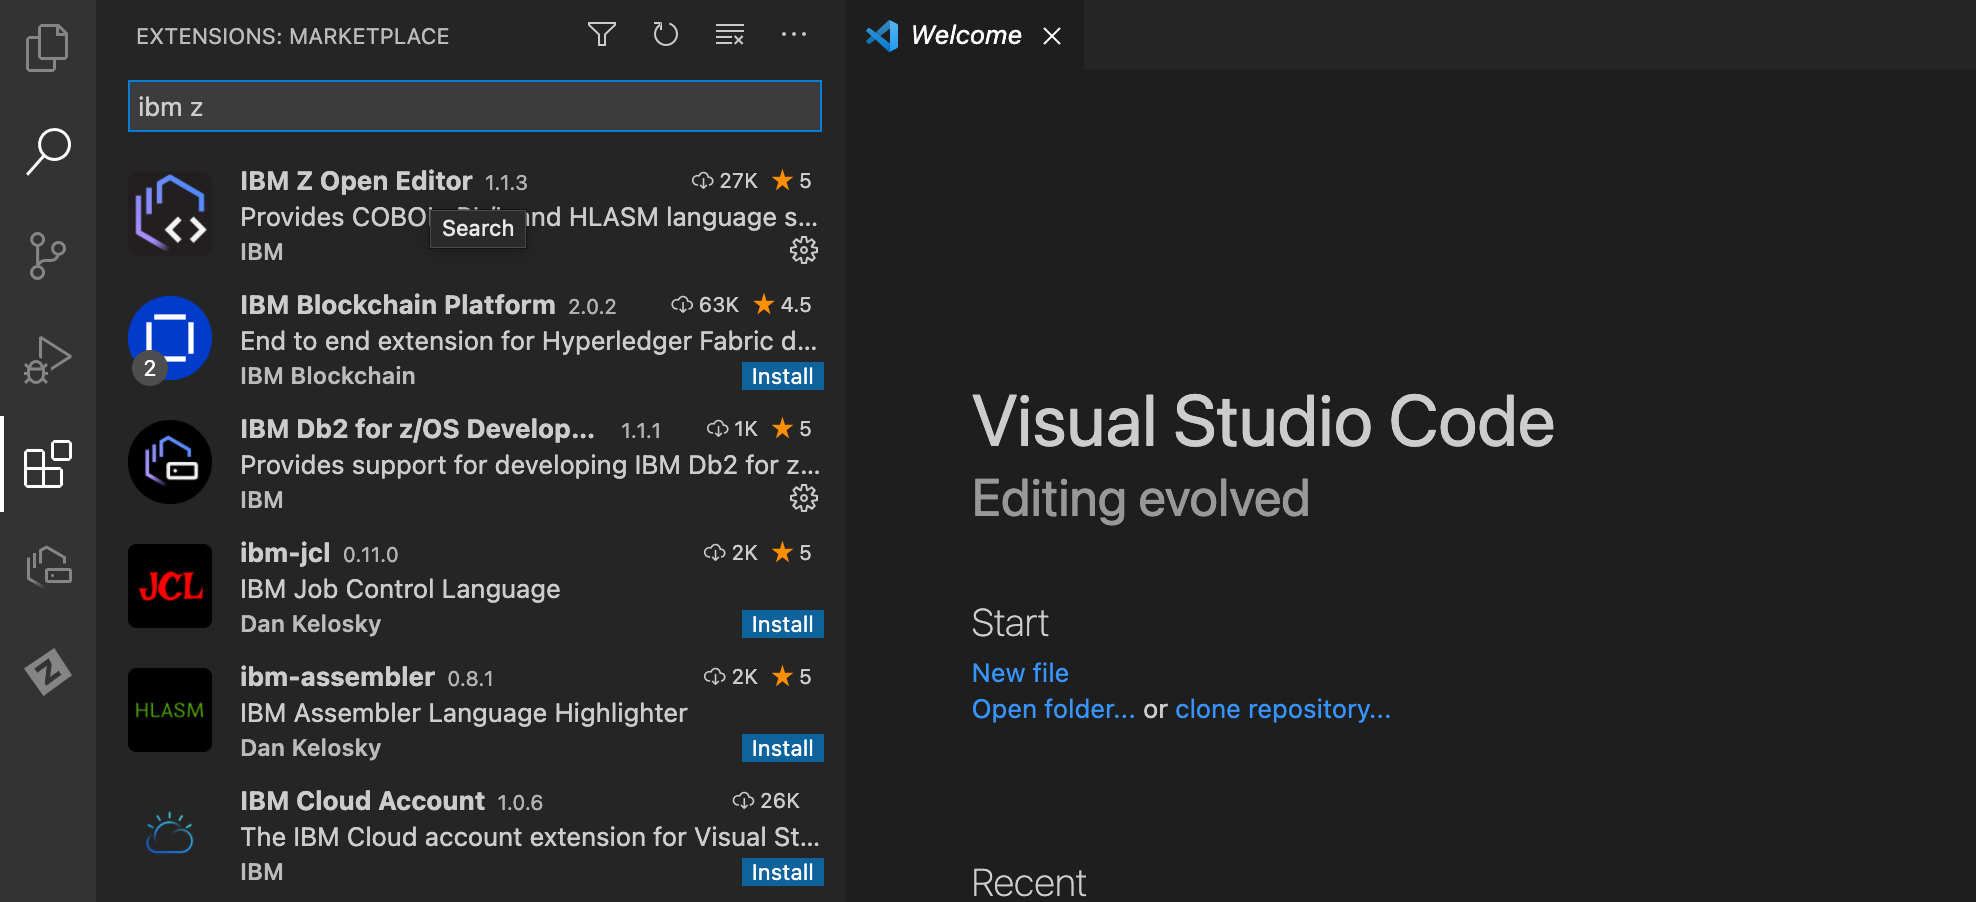 EXTENSIONS: MARKETPLACE
Welcome
ibm z
IBM Z Open Editor 1.1.3 27K 5
Provides and HLASM language s...
Search
IBM
IBM Blockchain Platform 2.0.2 63K 4.5
End to end extension for Hyperledger Fabric d...
2
IBM Blockchain Install
IBM Db2 for z/OS Develop... 1.1.1 1K 5
Provides support for developing IBM Db2 for z...
IBM
JCL
ibm-jcl 0.11.0 2K 5
IBM Job Control Language
Dan Kelosky Install
HLASM
ibm-assembler 0.8.1 2K 5
IBM Assembler Language Highlighter
Dan Kelosky Install
IBM Cloud Account 1.0.6 26K
The IBM Cloud account extension for Visual St...
IBM Install
Z
Visual Studio Code
Editing evolved
Start
New file
Open folder... or clone repository...
Recent